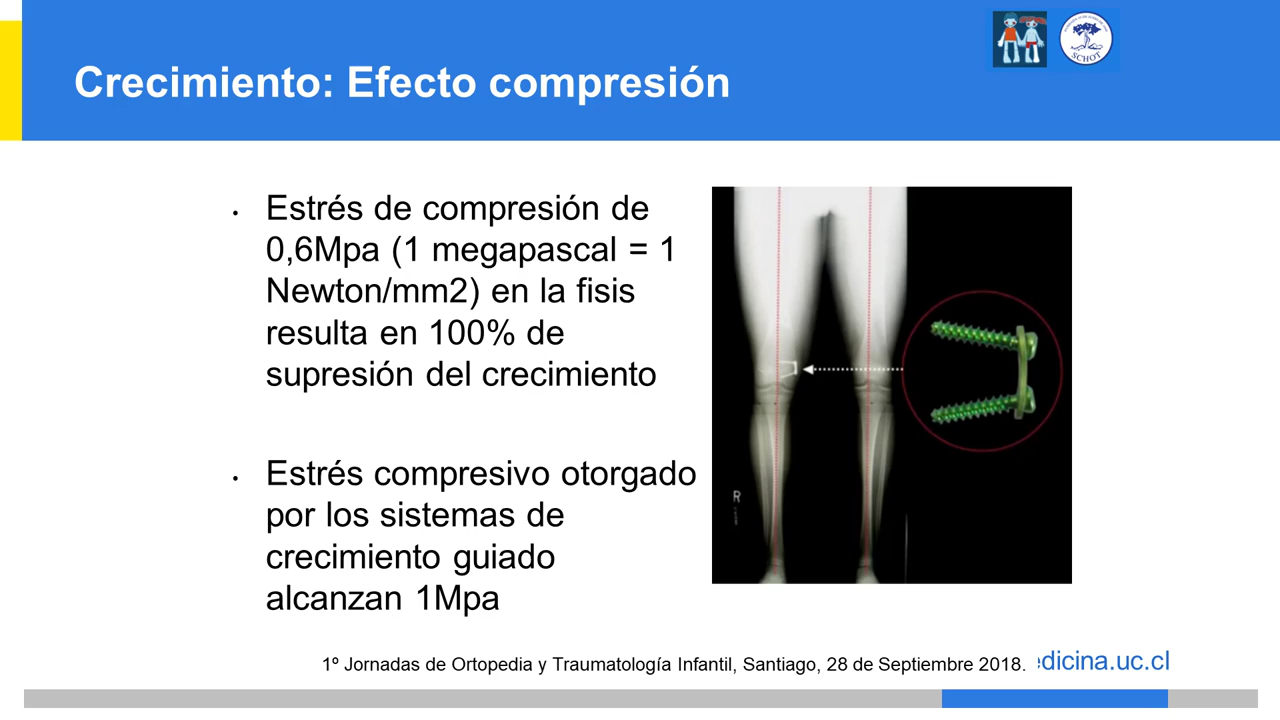 Crecimiento: Efecto compresión
SCHOT
• Estrés de compresión de
0,6Mpa (1 megapascal = 1
Newton/mm2) en la fisis
resulta en 100% de
supresión del crecimiento
• Estrés compresivo otorgado
por los sistemas de
crecimiento guiado
alcanzan 1Mpa
R
1º Jornadas de Ortopedia y Traumatología Infantil, Santiago, 28 de Septiembre 2018.
edicina.uc.cl